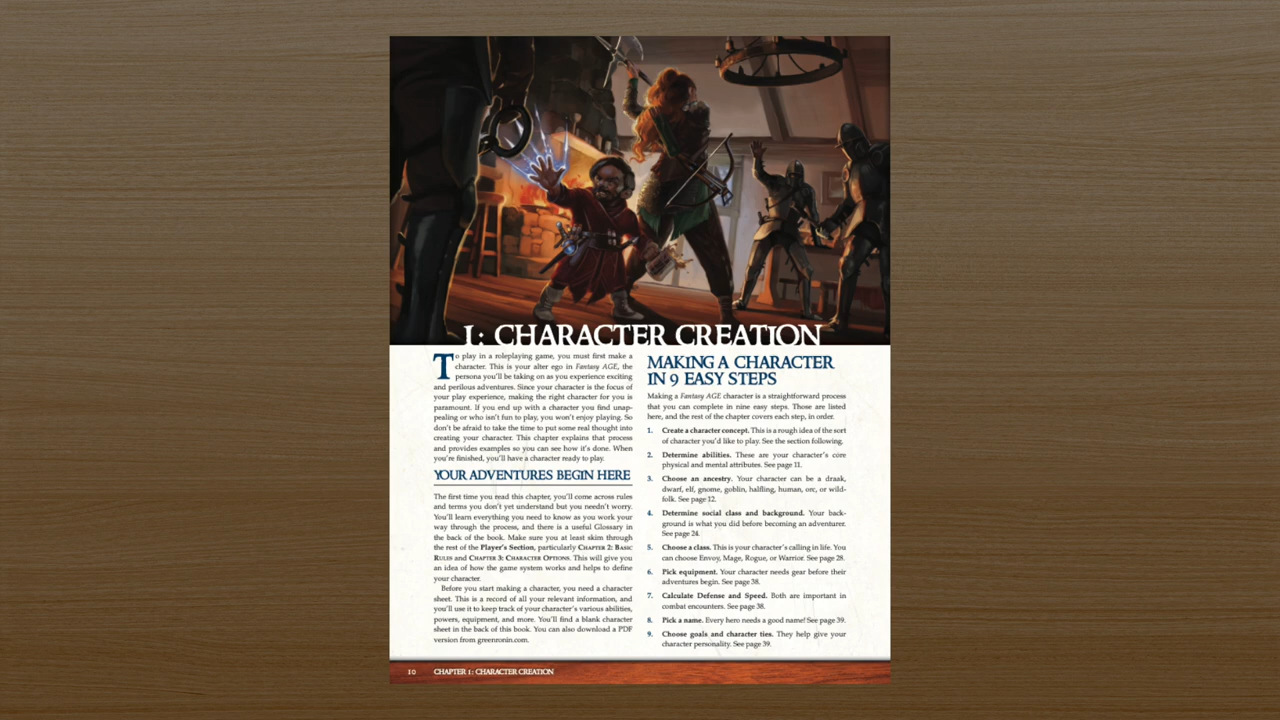 1: CHARACTER CREATION
To play in a roleplaying game, you must first make a
character. This is your alter ego in Fantasy AGE, the
persona you'll be taking on as you experience exciting
and perilous adventures. Since your character is the focus of
your play experience, making the right character for you is
paramount. If you end up with a character you find unap-
pealing or who isn't fun to play, you won't enjoy playing. So
don't be afraid to take the time to put some real thought into
creating your character. This chapter explains that process
and provides examples so you can see how it's done. When
you're finished, you'll have a character ready to play.
YOUR ADVENTURES BEGIN HERE
The first time you read this chapter, you'll come across rules
and terms you don't yet understand but you needn't worry.
You'll learn everything you need to know as you work your
way through the process, and there is a useful Glossary in
the back of the book. Make sure you at least skim through
the rest of the Player's Section, particularly CHAPTER 2: BASIC
RULES and CHAPTER 3: CHARACTER OPTIONS. This will give you
an idea of how the game system works and helps to define
your character.
Before you start making a character, you need a character
sheet. This is a record of all your relevant information, and
you'll use it to keep track of your character's various abilities,
powers, equipment, and more. You'll find a blank character
sheet in the back of this book. You can also download a PDF
version from greenronin.com.
MAKING A CHARACTER
IN 9 EASY STEPS
Making a Fantasy AGE character is a straightforward process
that you can complete in nine easy steps. Those are listed
here, and the rest of the chapter covers each step, in order.
1. Create a character concept. This is a rough idea of the sort
of character you'd like to play. See the section following.
2. Determine abilities. These are your character's core
physical and mental attributes. See page 11.
3. Choose an ancestry. Your character can be a draak,
dwarf, elf, gnome, goblin, halfling, human, orc, or wild-
folk. See page 12.
4. Determine social class and background. Your back-
ground is what you did before becoming an adventurer.
See page 24.
5. Choose a class. This is your character's calling in life. You
can choose Envoy, Mage, Rogue, or Warrior. See page 28.
6. Pick equipment. Your character needs gear before their
adventures begin. See page 38.
7. Calculate Defense and Speed. Both are important in
combat encounters. See page 38.
8. Pick a name. Every hero needs a good name! See page 39.
9. Choose goals and character ties. They help give your
character personality. See page 39.
10 CHAPTER 1: CHARACTER CREATION